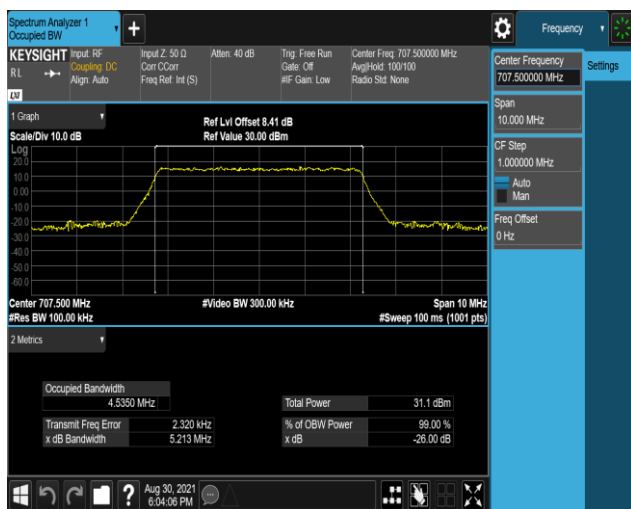 Spectrum Analyzer 1
Occupied BW
Frequency
KEYSIGHT
Input: RF
Coupling: DC
Align: Auto
Input Z: 50 Ω
Corr CCorr
Freq Ref: Int (S)
Atten: 40 dB
Trig: Free Run
Gate: Off
#IF Gain: Low
Center Freq: 707.500000 MHz
Avg|Hold: 100/100
Radio Std: None
RL
LXI
Center Frequency
707.500000 MHz
Settings
Span
10.000 MHz
CF Step
1.000000 MHz
Auto
Man
Freq Offset
0 Hz
1 Graph
Scale/Div 10.0 dB
Ref Lvl Offset 8.41 dB
Ref Value 30.00 dBm
Log
20.0
10.0
0.00
-10.0
-20.0
-30.0
-40.0
-50.0
-60.0
Center 707.500 MHz
#Video BW 300.00 kHz
Span 10 MHz
#Res BW 100.00 kHz
#Sweep 100 ms (1001 pts)
2 Metrics
Occupied Bandwidth
4.5350 MHz
Total Power 31.1 dBm
Transmit Freq Error 2.320 kHz
% of OBW Power 99.00 %
x dB Bandwidth 5.213 MHz
x dB -26.00 dB
?
Aug 30, 2021
6:04:06 PM